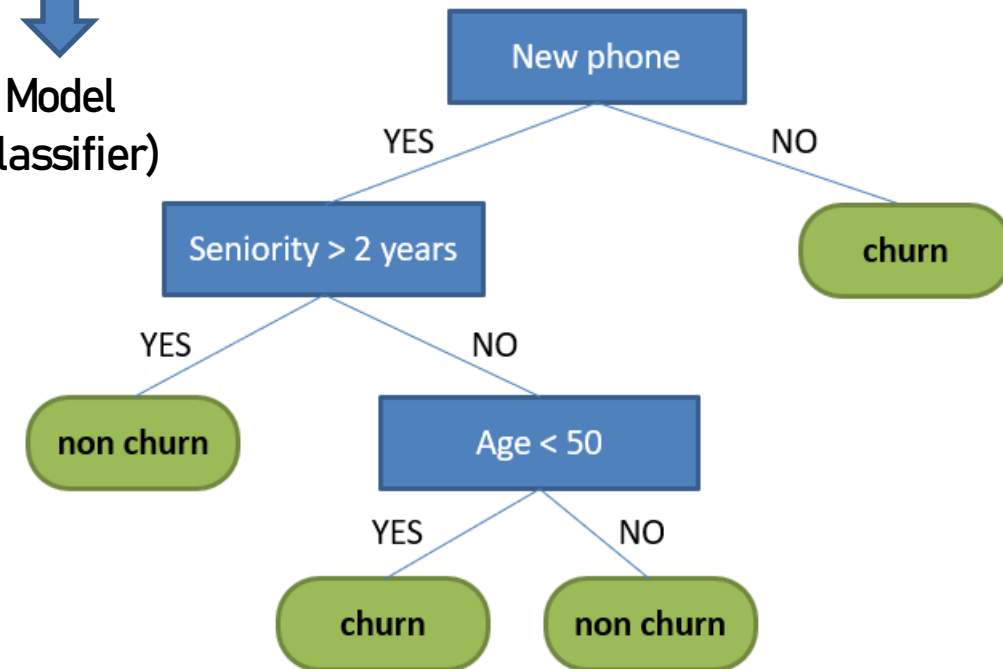 New phone
Model
lassifier)
YES
NO
Seniority > 2 years
churn
YES
NO
non churn
Age < 50
YES
NO
churn
non churn